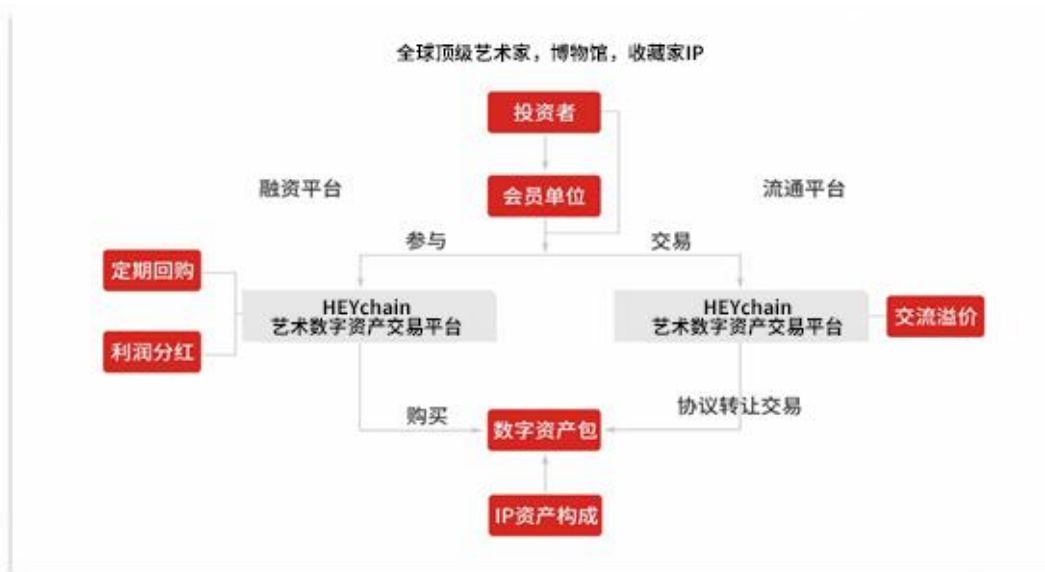 全球顶级艺术家，博物馆，收藏家IP
投资者
融资平台
会员单位
流通平台
参与
交易
定期回购
利润分红
HEYchain
艺术数字资产交易平台
HEYchain
艺术数字资产交易平台
交流溢价
购买
数字资产包
协议转让交易
IP资产构成